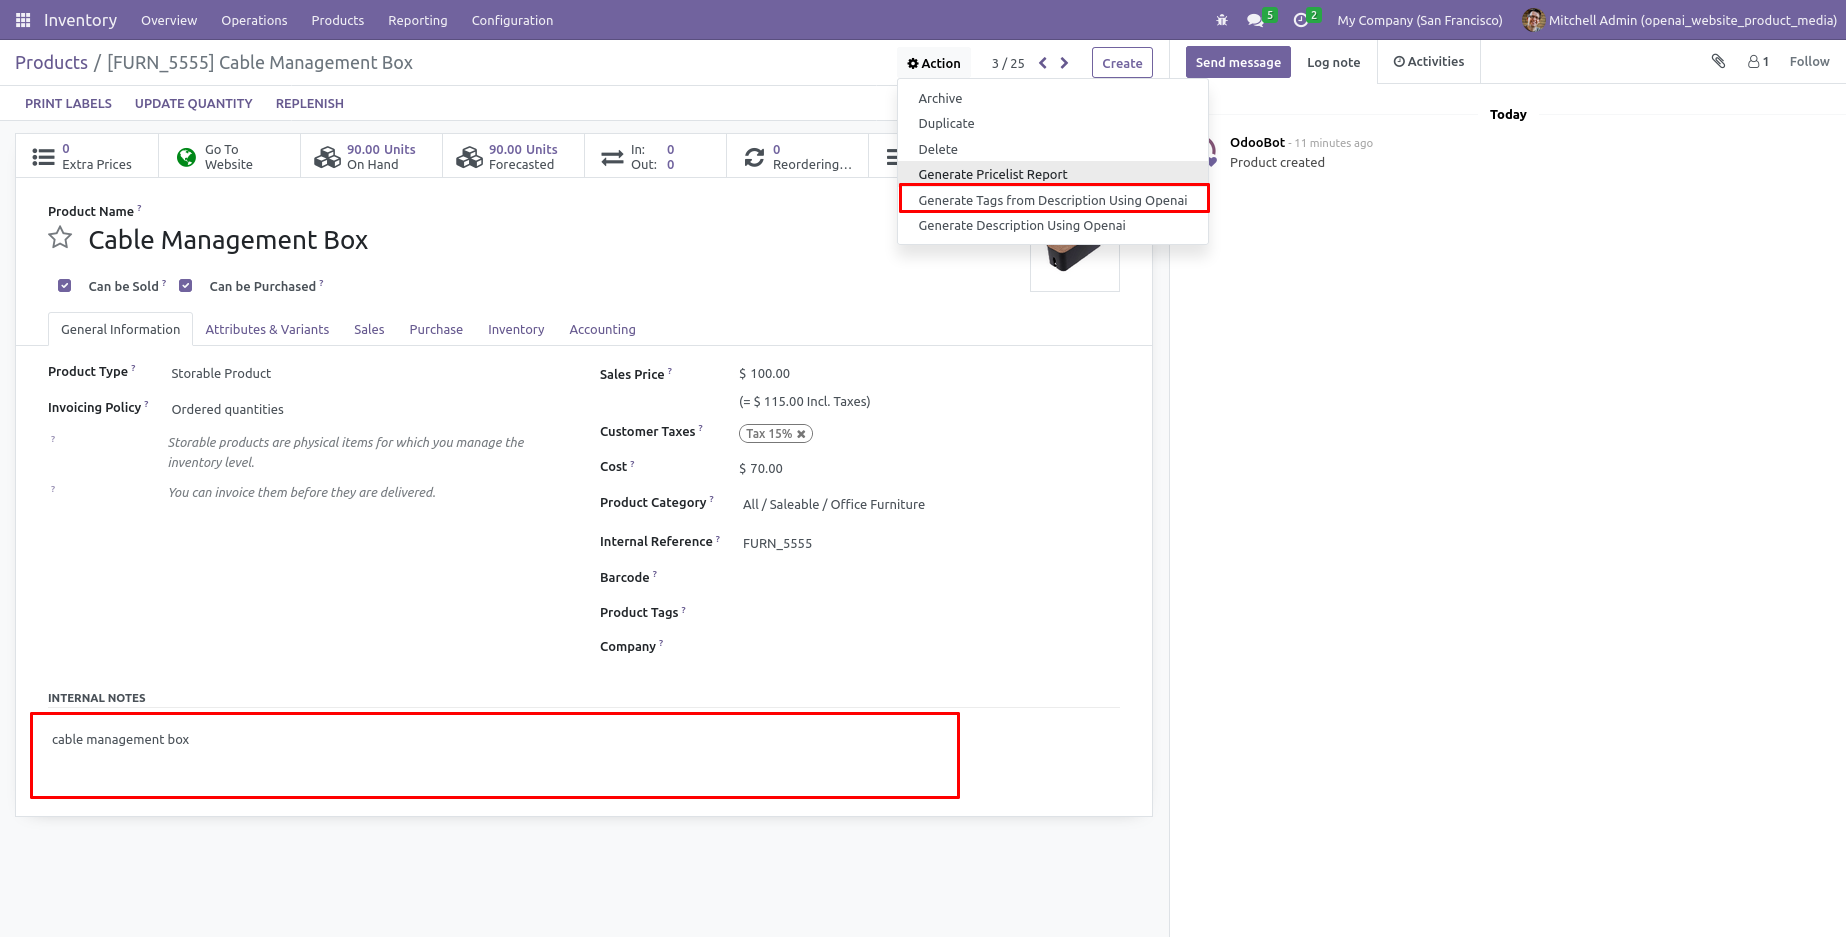 Inventory Overview Operations Products Reporting Configuration 5 2 My Company (San Francisco) Mitchell Admin (openai_website_product_media)
Products / [FURN_5555] Cable Management Box Action 3 / 25 Create Send message Log note Activities 1 Follow
PRINT LABELS UPDATE QUANTITY REPLENISH
Archive
Duplicate
Delete
Generate Pricelist Report
Generate Tags from Description Using Openai
Generate Description Using Openai
Today
OdooBot - 11 minutes ago
Product created
0
Extra Prices
Go To
Website
90.00 Units
On Hand
90.00 Units
Forecasted
In: 0
Out: 0
0
Reordering...
Product Name ?
Cable Management Box
Can be Sold ? Can be Purchased ?
General Information Attributes & Variants Sales Purchase Inventory Accounting
Product Type ? Storable Product
Invoicing Policy ? Ordered quantities
? Storable products are physical items for which you manage the
inventory level.
? You can invoice them before they are delivered.
Sales Price ? $ 100.00
(= $ 115.00 Incl. Taxes)
Customer Taxes ? Tax 15% ✖
Cost ? $ 70.00
Product Category ? All / Saleable / Office Furniture
Internal Reference ? FURN_5555
Barcode ?
Product Tags ?
Company ?
INTERNAL NOTES
cable management box